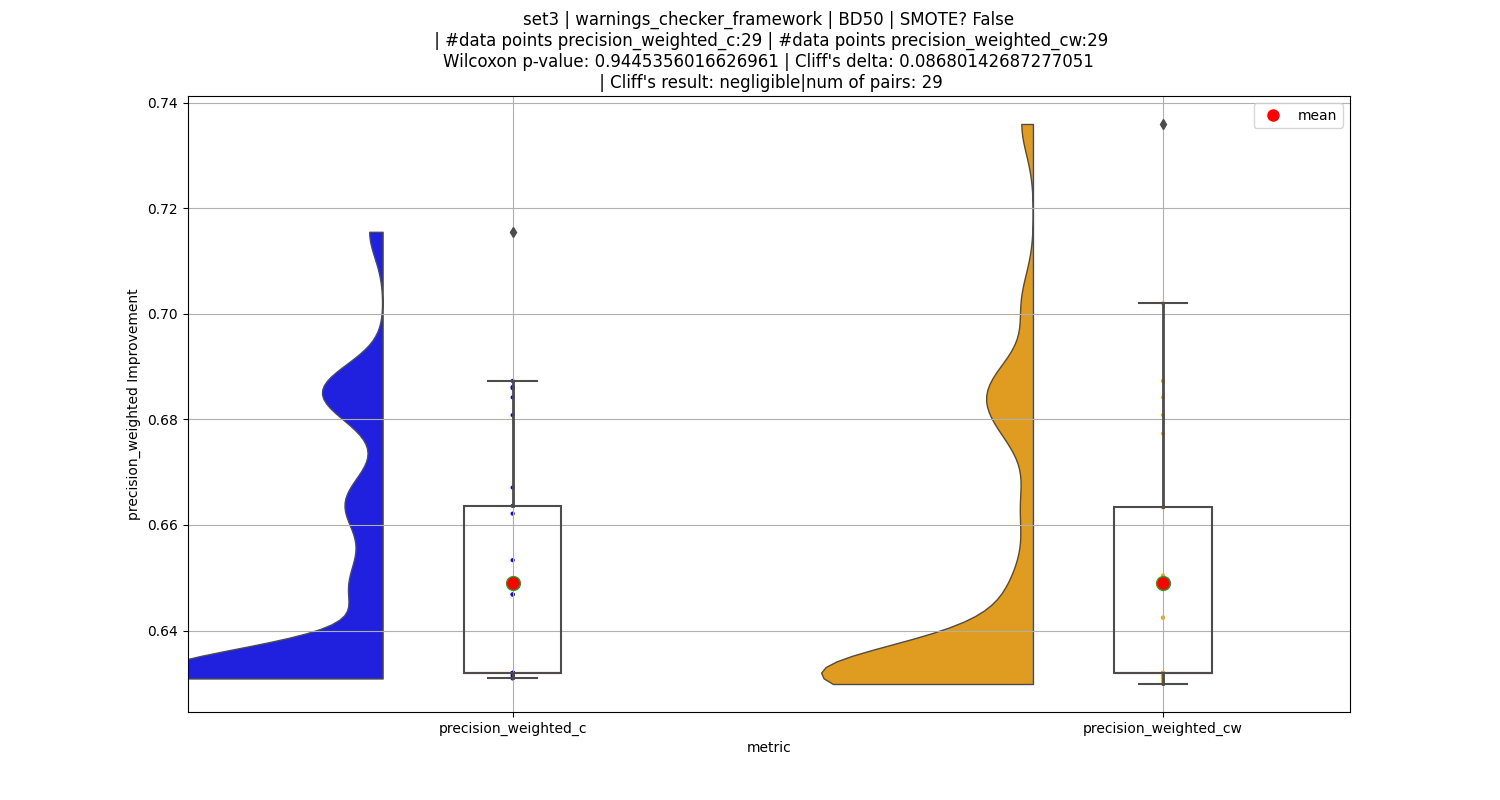 set3 | warnings_checker_framework | BD50 | SMOTE? False
| #data points precision_weighted_c:29 | #data points precision_weighted_cw:29
Wilcoxon p-value: 0.9445356016626961 | Cliff's delta: 0.08680142687277051
| Cliff's result: negligible|num of pairs: 29
mean
0.74
0.72
0.70
0.68
0.66
0.64
precision_weighted Improvement
precision_weighted_c
precision_weighted_cw
metric